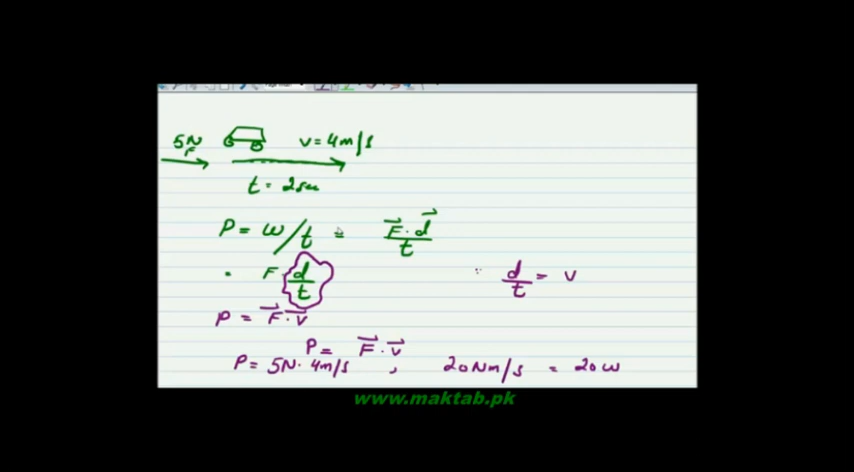 5N v = 4m/s
F
t = 2sec
P = W/t = F⃗ · d⃗ / t
F d/t ∵ d/t = v
P = F⃗ · v⃗
P = F⃗ · v⃗
P = 5N · 4m/s , 20Nm/s = 20W
www.maktab.pk